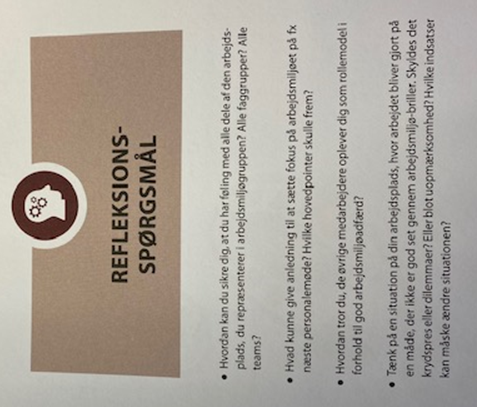 REFLEKSIONS-
SPØRGSMÅL
• Hvordan kan du sikre dig, at du har føling med alle dele af den arbejds-
plads, du repræsenterer i arbejdsmiljøgruppen? Alle faggrupper? Alle
teams?
• Hvad kunne give anledning til at sætte fokus på arbejdsmiljøet på fx
næste personalemøde? Hvilke hovedpointer skulle frem?
• Hvordan tror du, de øvrige medarbejdere oplever dig som rollemodel i
forhold til god arbejdsmiljøadfærd?
• Tænk på en situation på din arbejdsplads, hvor arbejdet bliver gjort på
en måde, der ikke er god set gennem arbejdsmiljø-briller. Skyldes det
krydspres eller dilemmaer? Eller blot uopmærksomhed? Hvilke indsatser
kan måske ændre situationen?